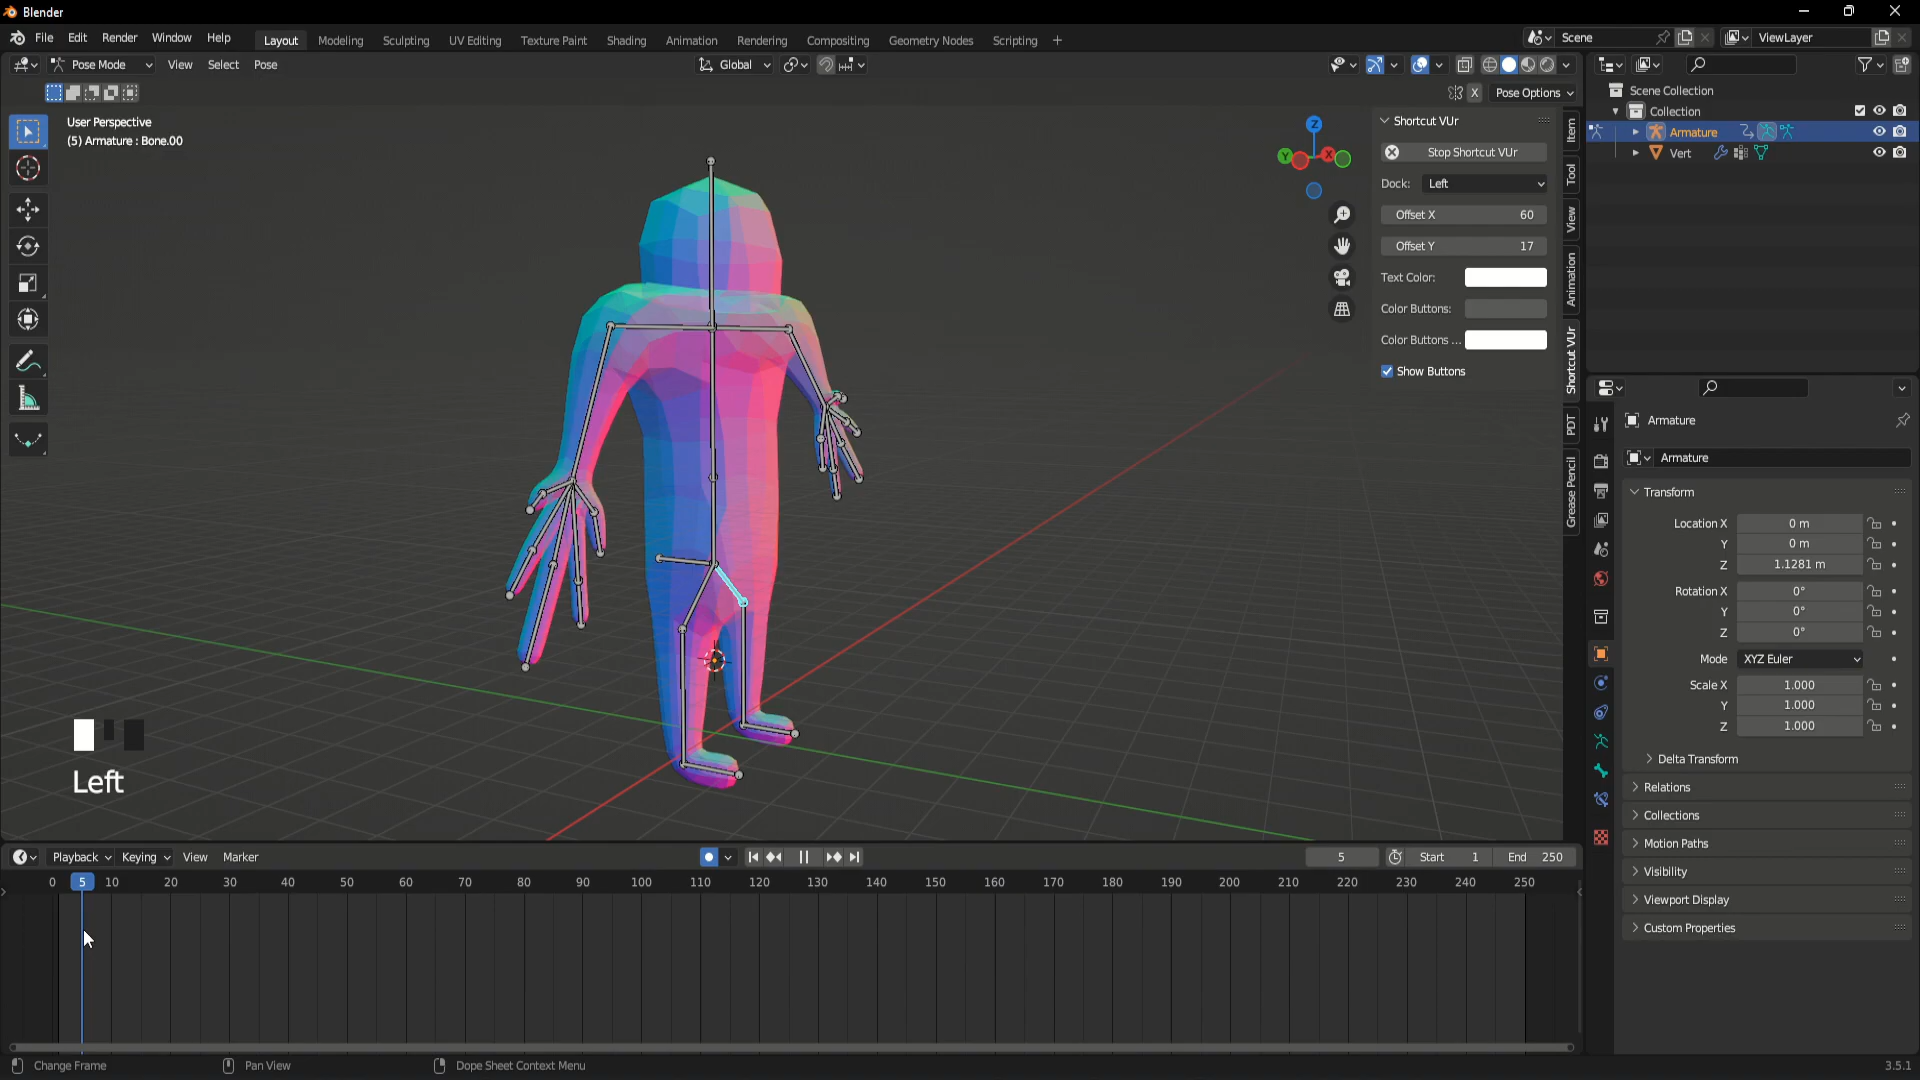 Blender
File Edit Render Window Help Layout Modeling Sculpting UV Editing Texture Paint Shading Animation Rendering Compositing Geometry Nodes Scripting + Scene ViewLayer
Pose Mode View Select Pose Global
X Pose Options
User Perspective
(5) Armature : Bone.00
Z
Y
X
Shortcut VUr
Stop Shortcut VUr
Dock: Left
Offset X 60
Offset Y 17
Text Color:
Color Buttons:
Color Buttons ...
Show Buttons
Item
Tool
View
Animation
Shortcut VUr
PDT
Grease Pencil
Scene Collection
Collection
Armature
Vert
Armature
Armature
Transform
Location X 0 m
Y 0 m
Z 1.1281 m
Rotation X 0°
Y 0°
Z 0°
Mode XYZ Euler
Scale X 1.000
Y 1.000
Z 1.000
Delta Transform
Relations
Collections
Motion Paths
Visibility
Viewport Display
Custom Properties
Left
Playback Keying View Marker 5 Start 1 End 250
0 5 10 20 30 40 50 60 70 80 90 100 110 120 130 140 150 160 170 180 190 200 210 220 230 240 250
Change Frame Pan View Dope Sheet Context Menu 3.5.1